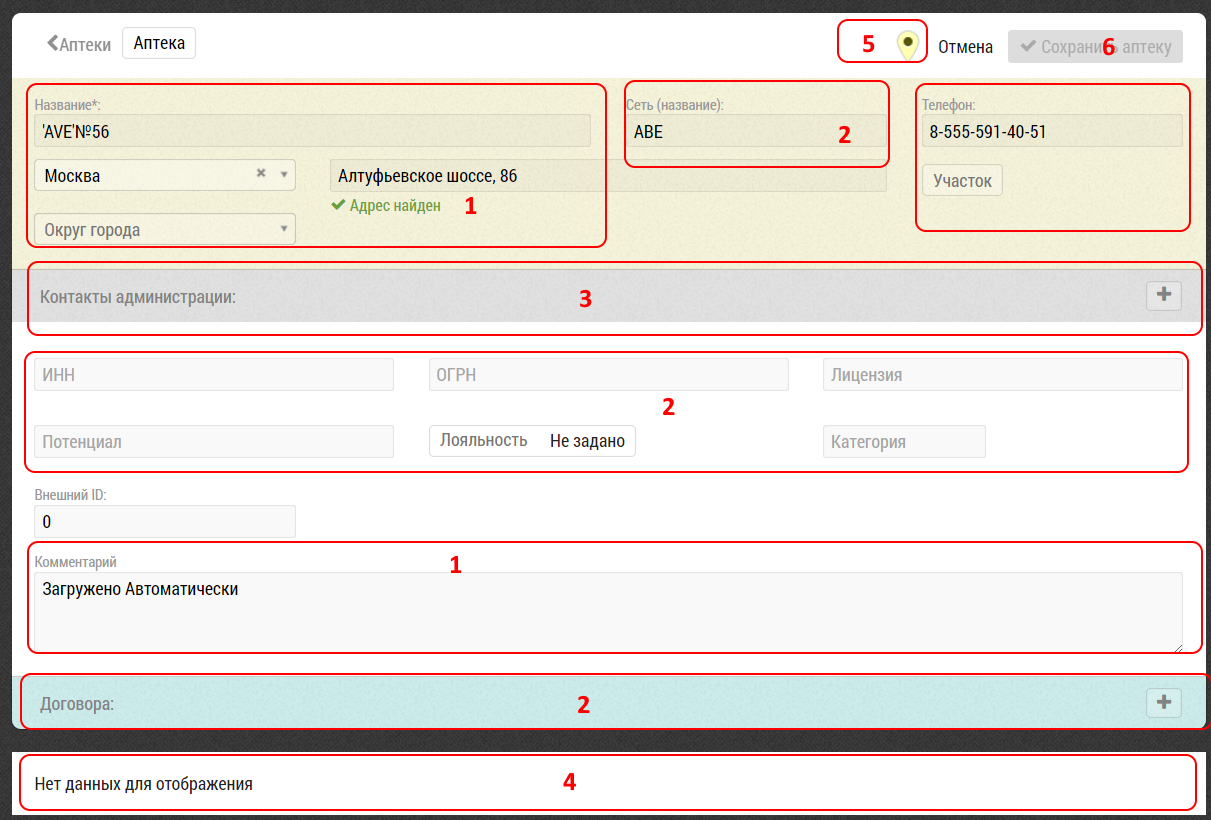 Аптеки Аптека 5 Отмена Сохранить аптеку 6
Название*: Сеть (название): Телефон:
'AVE'№56 АВЕ 2 8-555-591-40-51
Москва Алтуфьевское шоссе, 86 Участок
Адрес найден 1
Округ города
Контакты администрации: 3
ИНН ОГРН Лицензия
2
Потенциал Лояльность Не задано Категория
Внешний ID:
0
Комментарий 1
Загружено Автоматически
Договора: 2
Нет данных для отображения 4